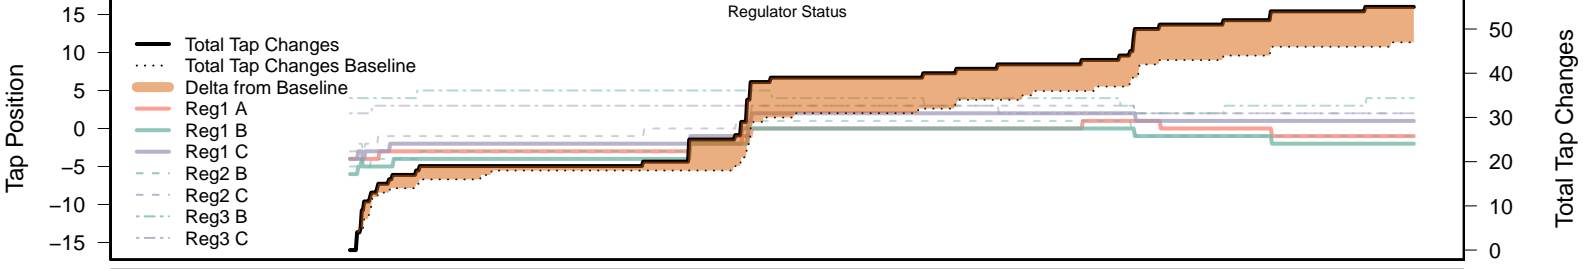 Regulator Status
Tap Position
15
10
5
0
−5
−10
−15
Total Tap Changes
Total Tap Changes Baseline
Delta from Baseline
Reg1 A
Reg1 B
Reg1 C
Reg2 B
Reg2 C
Reg3 B
Reg3 C
50
40
30
20
10
0
Total Tap Changes